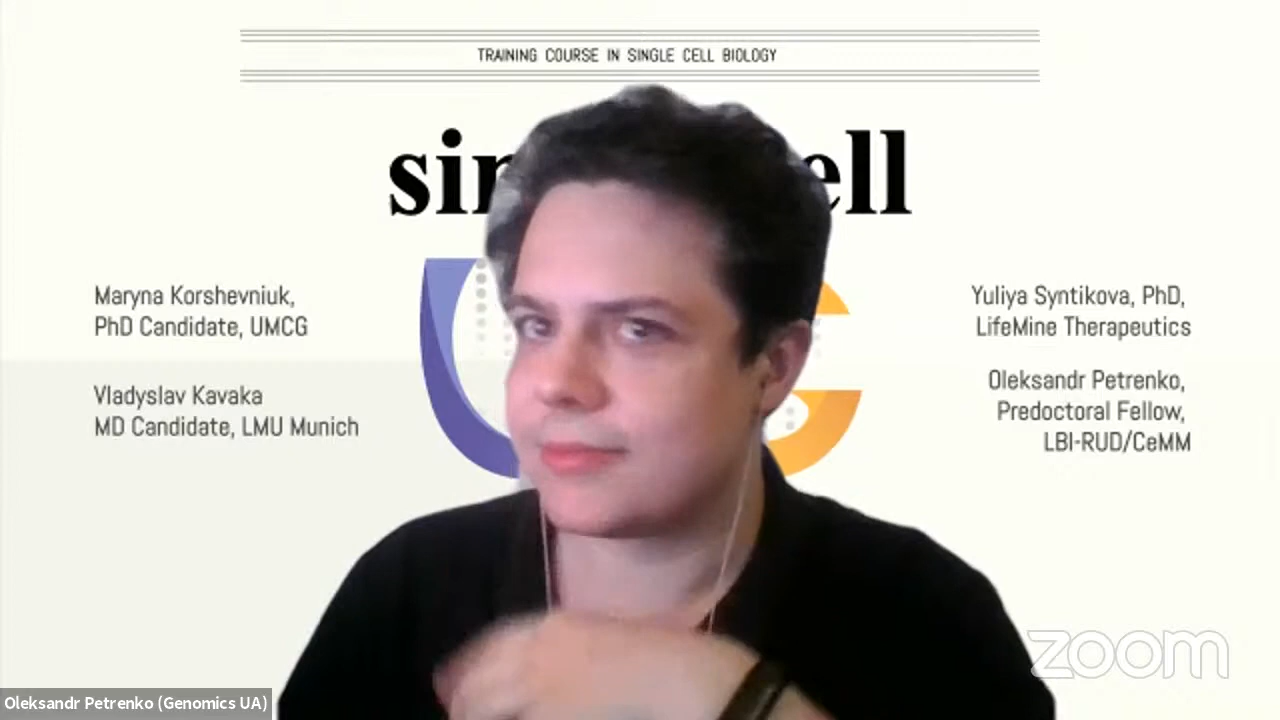 TRAINING COURSE IN SINGLE CELL BIOLOGY
Maryna Korshevniuk,
PhD Candidate, UMCG
Vladyslav Kavaka
MD Candidate, LMU Munich
Yuliya Syntikova, PhD,
LifeMine Therapeutics
Oleksandr Petrenko,
Predoctoral Fellow,
LBI-RUD/CeMM
zoom
Oleksandr Petrenko (Genomics UA)